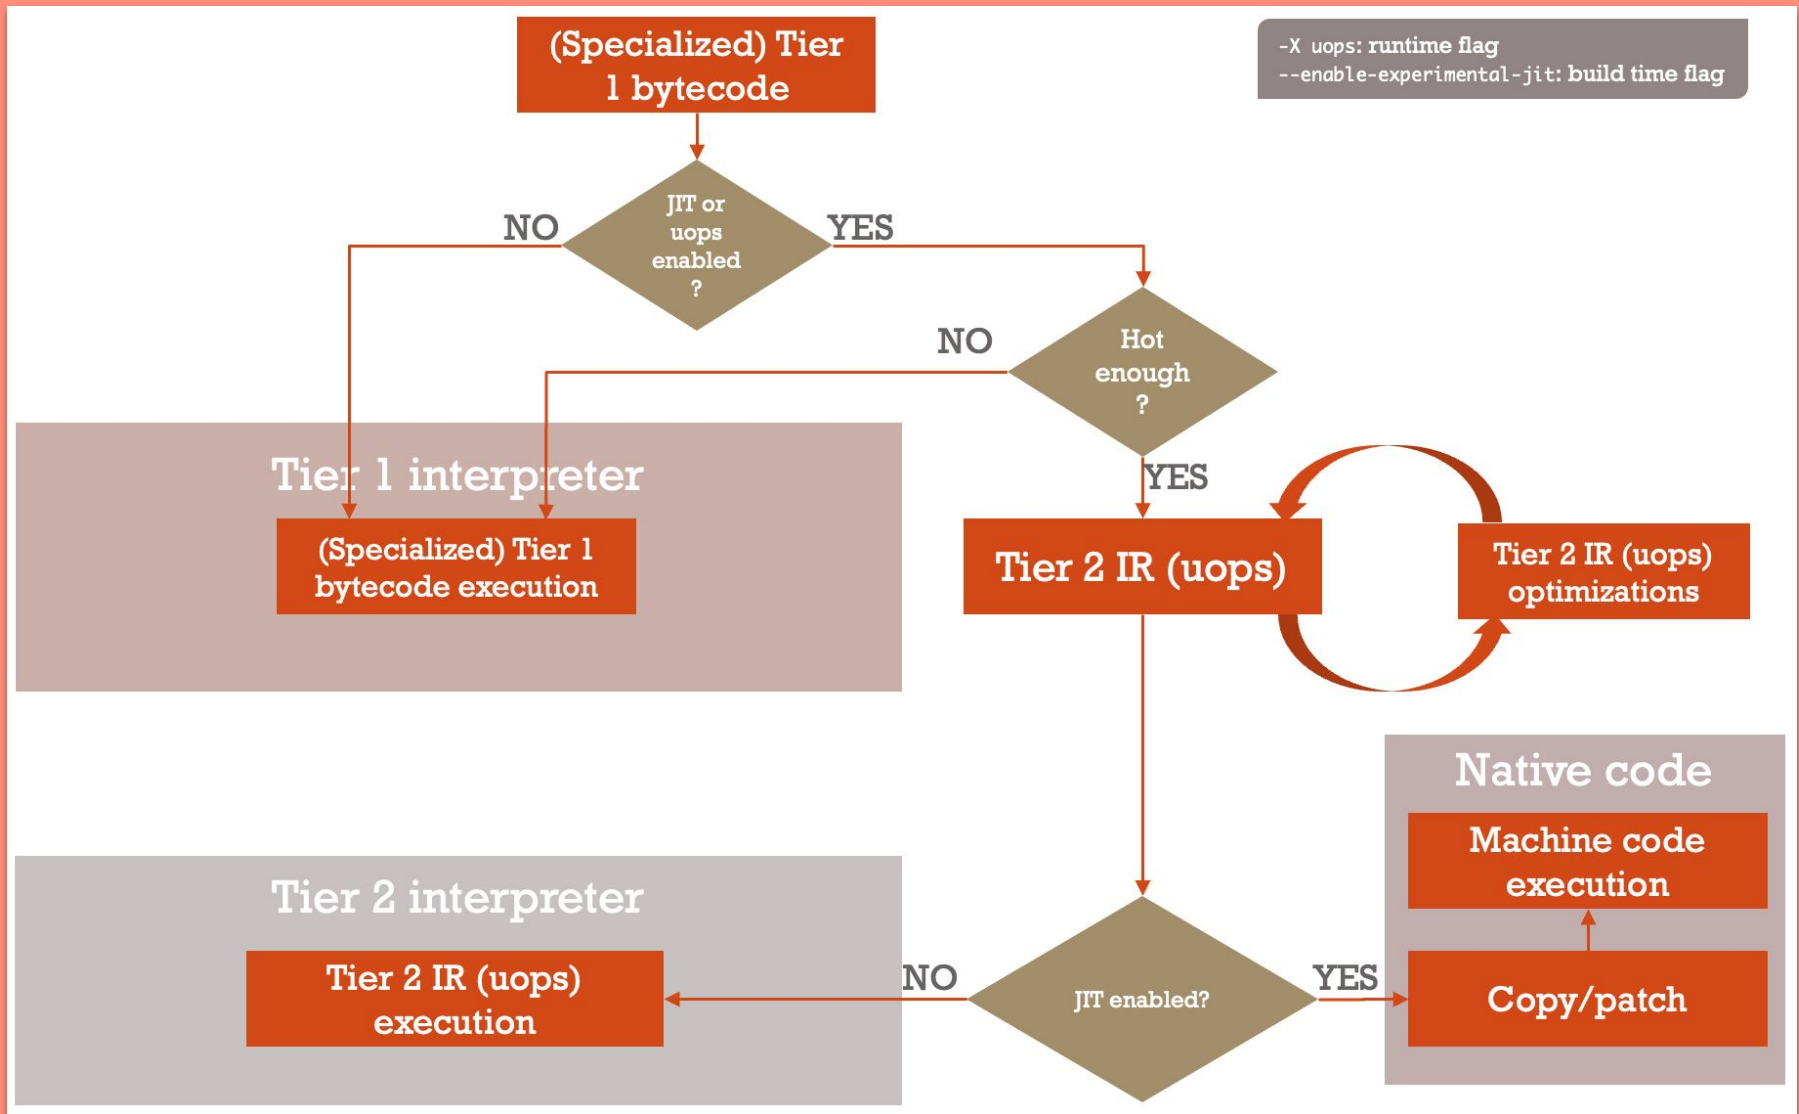 (Specialized) Tier
1 bytecode
-X uops: runtime flag
--enable-experimental-jit: build time flag
JIT or
uops
enabled
?
NO
YES
Hot
enough
?
NO
YES
Tier 1 interpreter
(Specialized) Tier 1
bytecode execution
Tier 2 IR (uops)
Tier 2 IR (uops)
optimizations
Native code
Machine code
execution
Tier 2 interpreter
Tier 2 IR (uops)
execution
NO
JIT enabled?
YES
Copy/patch